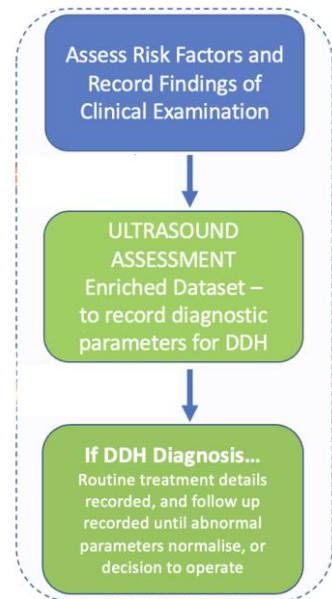 Assess Risk Factors and
Record Findings of
Clinical Examination
ULTRASOUND
ASSESSMENT
Enriched Dataset –
to record diagnostic
parameters for DDH
If DDH Diagnosis...
Routine treatment details
recorded, and follow up
recorded until abnormal
parameters normalise, or
decision to operate